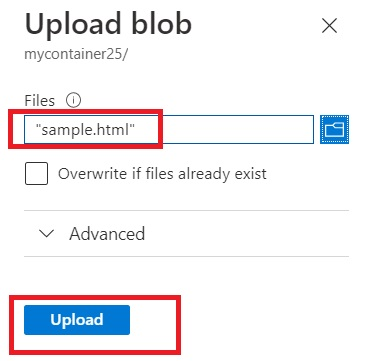 Upload blob
mycontainer25/
Files
"sample.html"
Overwrite if files already exist
Advanced
Upload